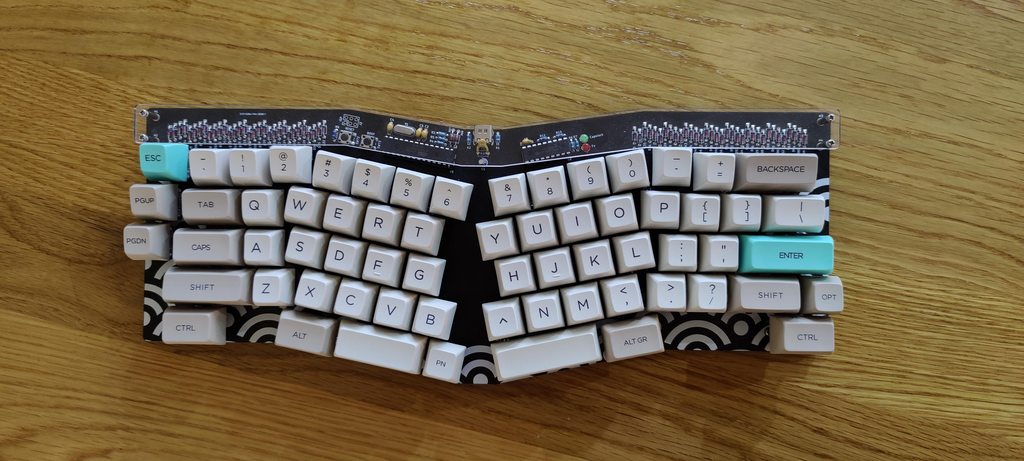 ESC - ! 1 @ 2 # 3 $ 4 % 5 ^ 6 & 7 * 8 ( 9 ) 0 - + = BACKSPACE
PGUP TAB Q W E R T Y U I O P { [ } ] | \
PGDN CAPS A S D F G H J K L : ; " ' ENTER
SHIFT Z X C V B ^ N M < , > . ? / SHIFT OPT
CTRL ALT PN ALT GR CTRL